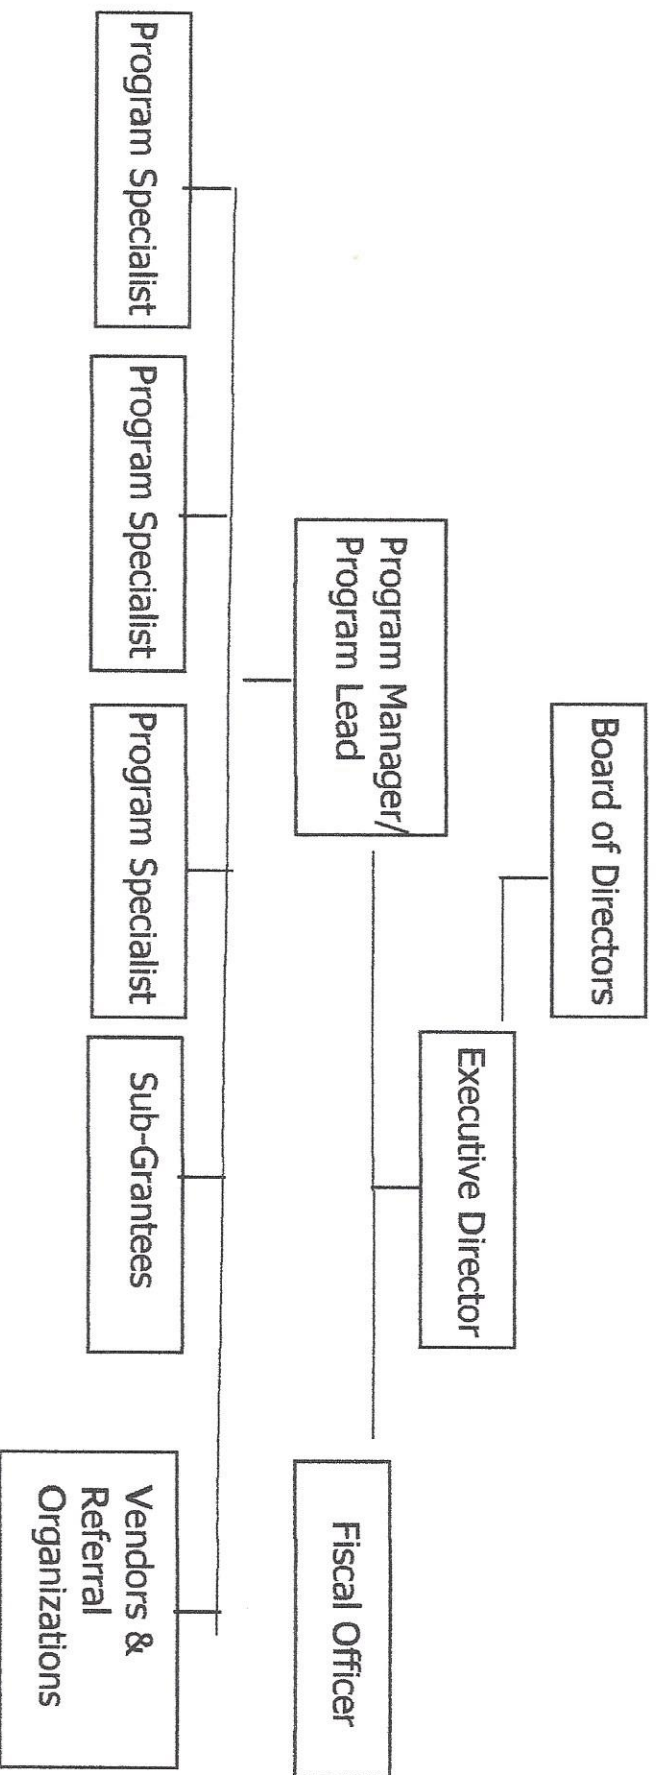 Board of Directors
Executive Director
Program Manager/
Program Lead
Fiscal Officer
Program Specialist
Program Specialist
Program Specialist
Sub-Grantees
Vendors &
Referral
Organizations